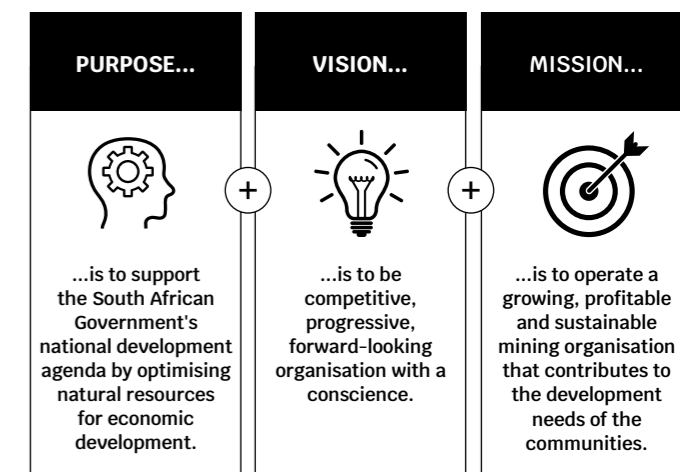 PURPOSE...
...is to support
the South African
Government's
national development
agenda by optimising
natural resources
for economic
development.
+
VISION...
...is to be
competitive,
progressive,
forward-looking
organisation with a
conscience.
+
MISSION...
...is to operate a
growing, profitable
and sustainable
mining organisation
that contributes to
the development
needs of the
communities.